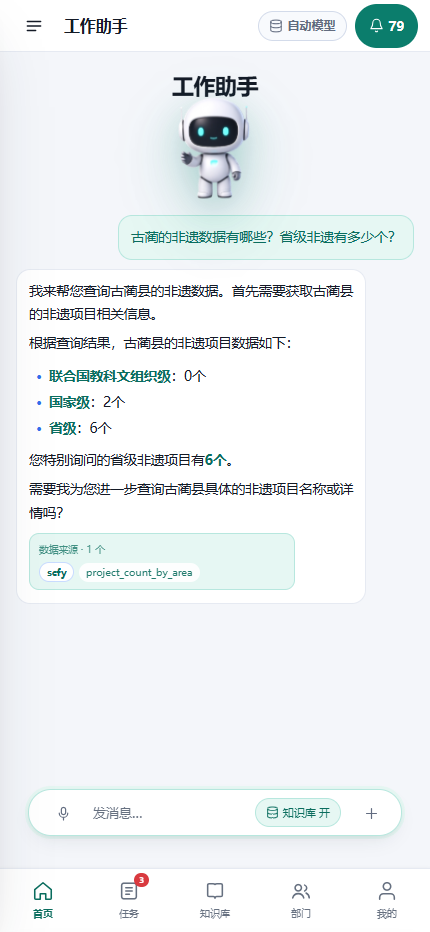 工作助手
自动模型
79
工作助手
古蔺的非遗数据有哪些？省级非遗有多少个？
我来帮您查询古蔺县的非遗数据。首先需要获取古蔺县
的非遗项目相关信息。
根据查询结果，古蔺县的非遗项目数据如下：
• 联合国教科文组织级：0个
• 国家级：2个
• 省级：6个
您特别询问的省级非遗项目有6个。
需要我为您进一步查询古蔺县具体的非遗项目名称或详
情吗？
数据来源 · 1 个
scfy project_count_by_area
发消息...
知识库 开
3
首页
任务
知识库
部门
我的